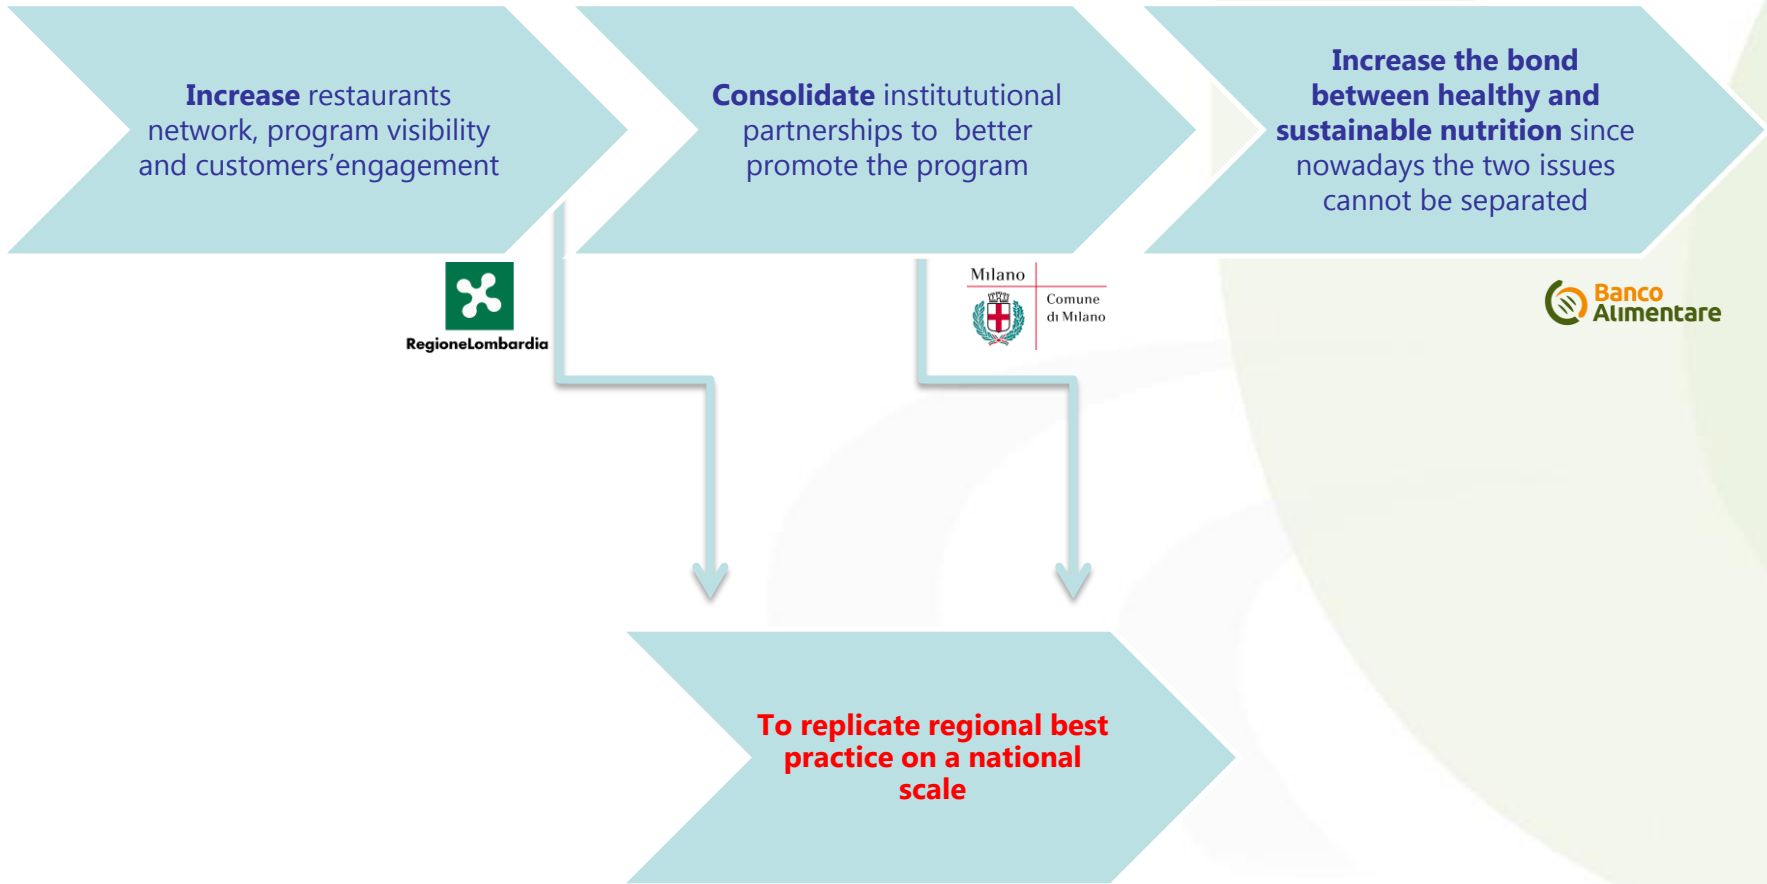 Increase restaurants
network, program visibility
and customers'engagement
Consolidate institututional
partnerships to better
promote the program
Increase the bond
between healthy and
sustainable nutrition since
nowadays the two issues
cannot be separated
RegioneLombardia
Milano
Comune
di Milano
Banco
Alimentare
To replicate regional best
practice on a national
scale